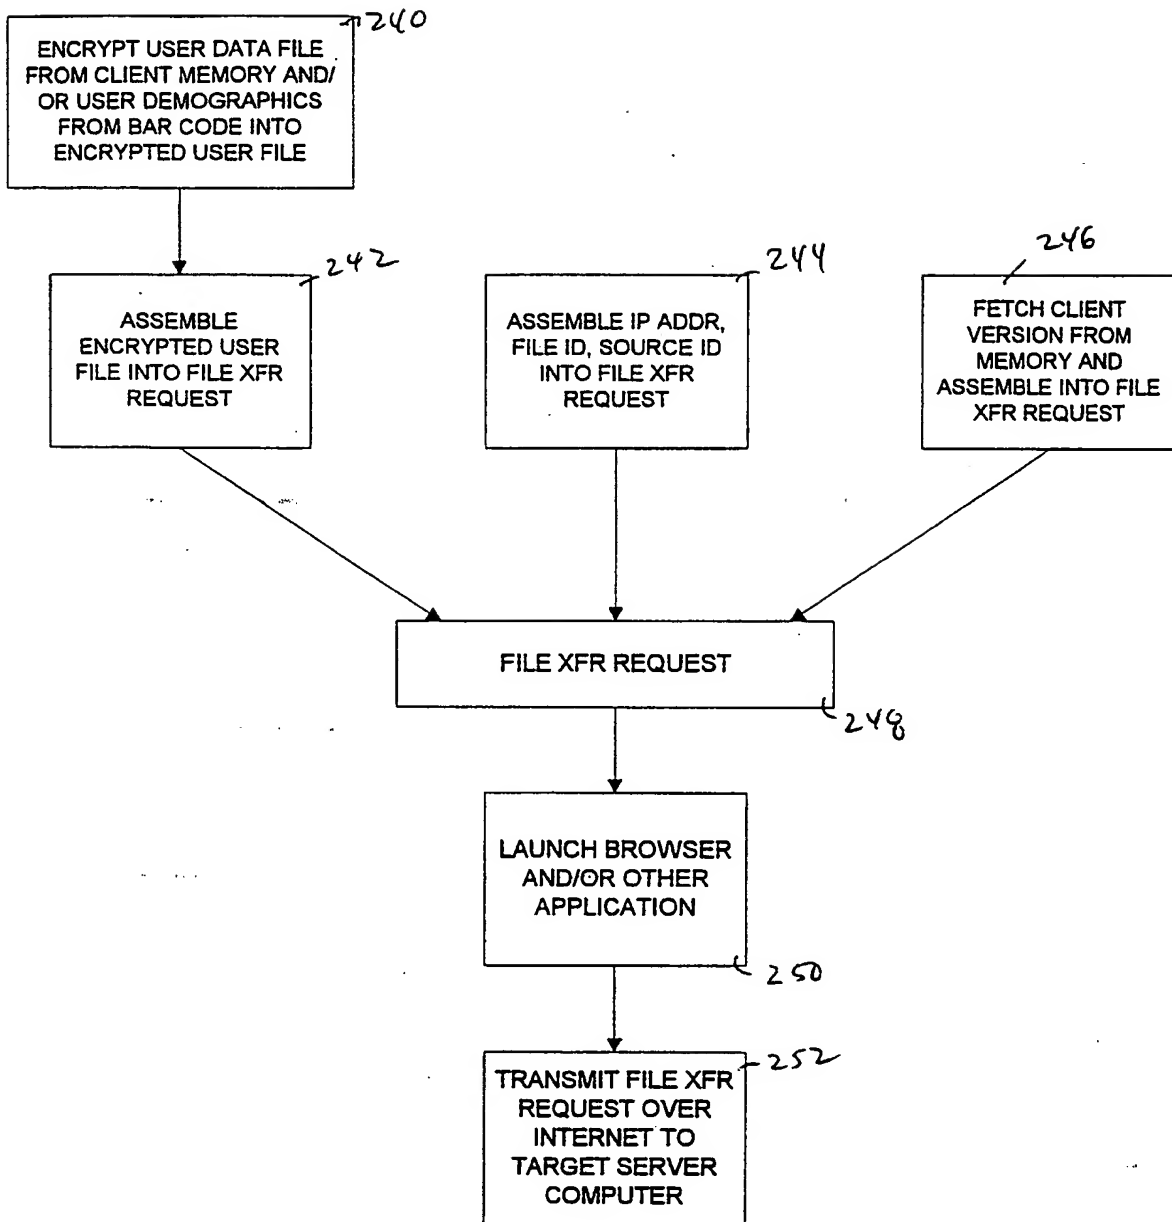 240
ENCRYPT USER DATA FILE
FROM CLIENT MEMORY AND/
OR USER DEMOGRAPHICS
FROM BAR CODE INTO
ENCRYPTED USER FILE
242
ASSEMBLE
ENCRYPTED USER
FILE INTO FILE XFR
REQUEST
244
ASSEMBLE IP ADDR,
FILE ID, SOURCE ID
INTO FILE XFR
REQUEST
246
FETCH CLIENT
VERSION FROM
MEMORY AND
ASSEMBLE INTO FILE
XFR REQUEST
FILE XFR REQUEST
248
LAUNCH BROWSER
AND/OR OTHER
APPLICATION
250
252
TRANSMIT FILE XFR
REQUEST OVER
INTERNET TO
TARGET SERVER
COMPUTER